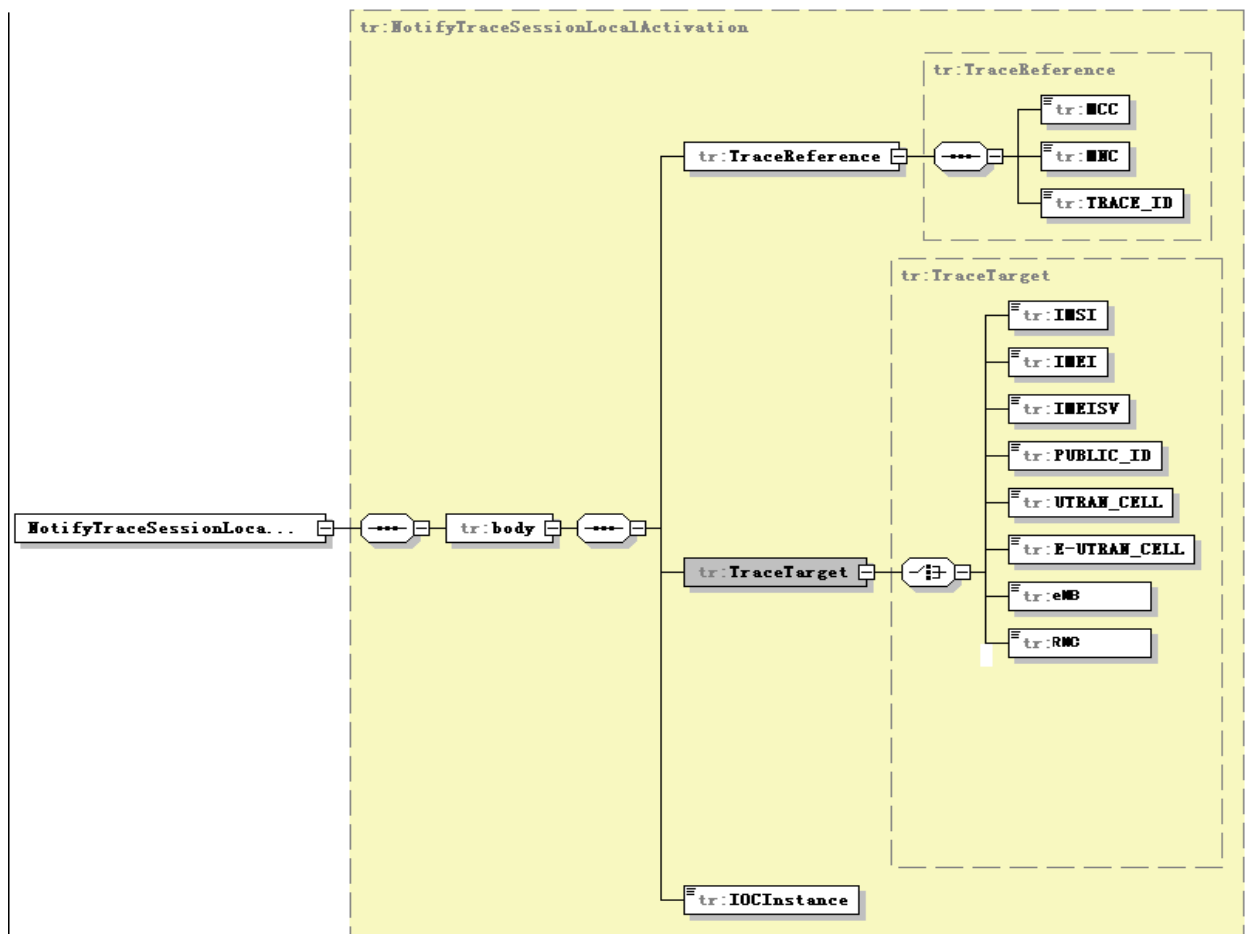 tr:NotifyTraceSessionLocalActivation
tr:TraceReference
tr:MCC
tr:TraceReference
tr:MNC
tr:TRACE_ID
tr:TraceTarget
tr:IMSI
tr:IMEI
tr:IMEISV
tr:PUBLIC_ID
tr:UTRAN_CELL
NotifyTraceSessionLoca...
tr:body
tr:E-UTRAN_CELL
tr:TraceTarget
tr:eNB
tr:RNC
tr:IOCInstance